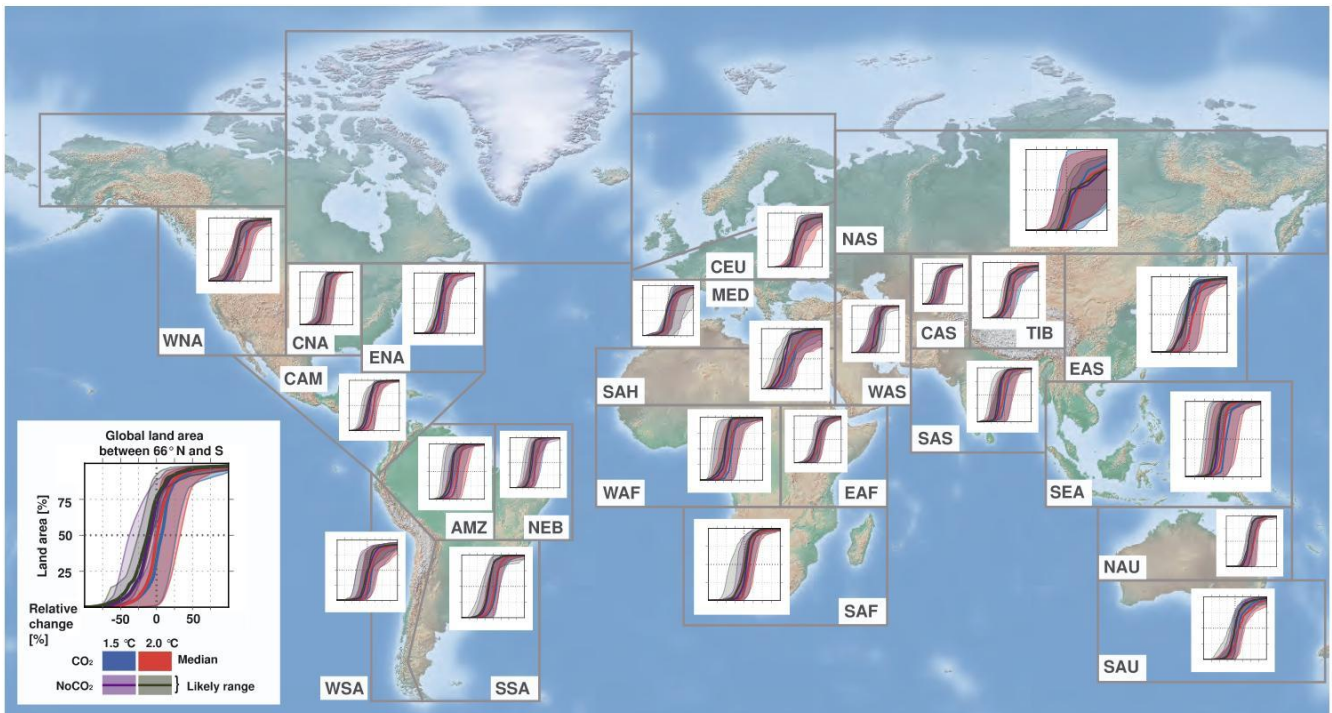 NAS
CEU
MED
CAS
TIB
WNA
CNA
ENA
EAS
CAM
SAH
WAS
SAS
Global land area
between 66° N and S
Land area [%]
75
50
25
Relative
change
[%]
-50
0
50
1.5 °C
2.0 °C
CO₂
Median
NoCO₂
Likely range
WAF
EAF
SEA
AMZ
NEB
NAU
SAF
WSA
SSA
SAU